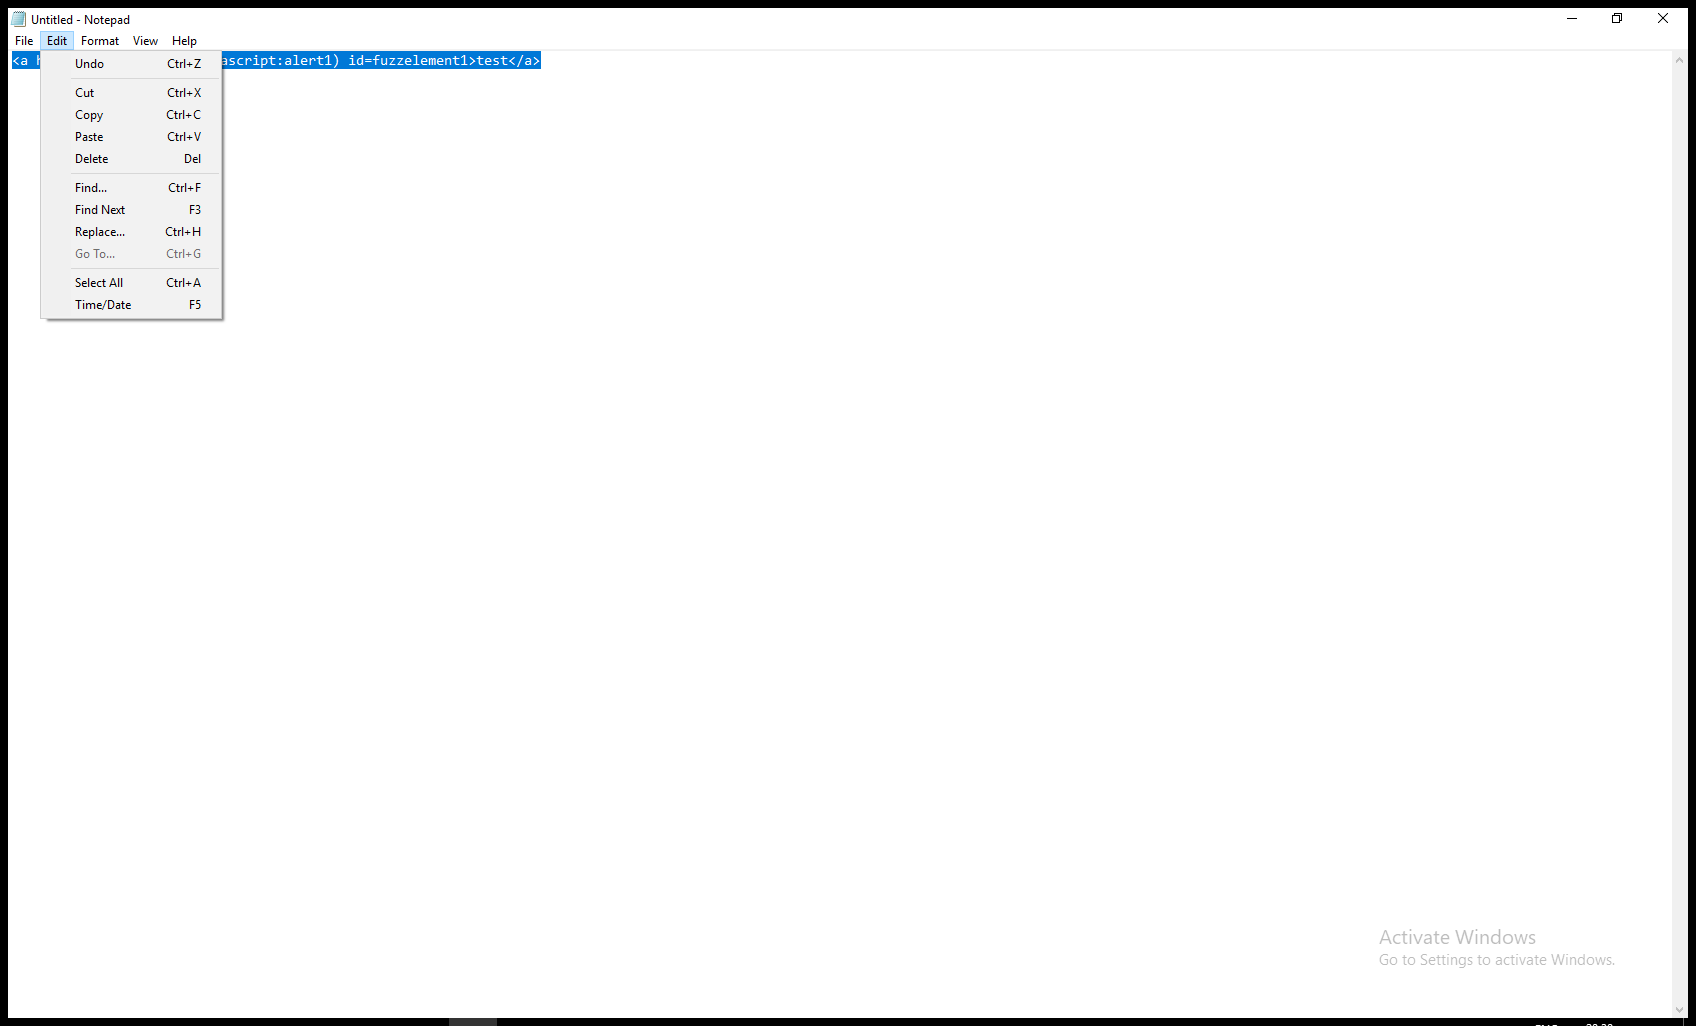 Untitled - Notepad
File Edit Format View Help
<a ascript:alert1) id=fuzzelement1>test</a>
Undo Ctrl+Z
Cut Ctrl+X
Copy Ctrl+C
Paste Ctrl+V
Delete Del
Find... Ctrl+F
Find Next F3
Replace... Ctrl+H
Go To... Ctrl+G
Select All Ctrl+A
Time/Date F5
Activate Windows
Go to Settings to activate Windows.